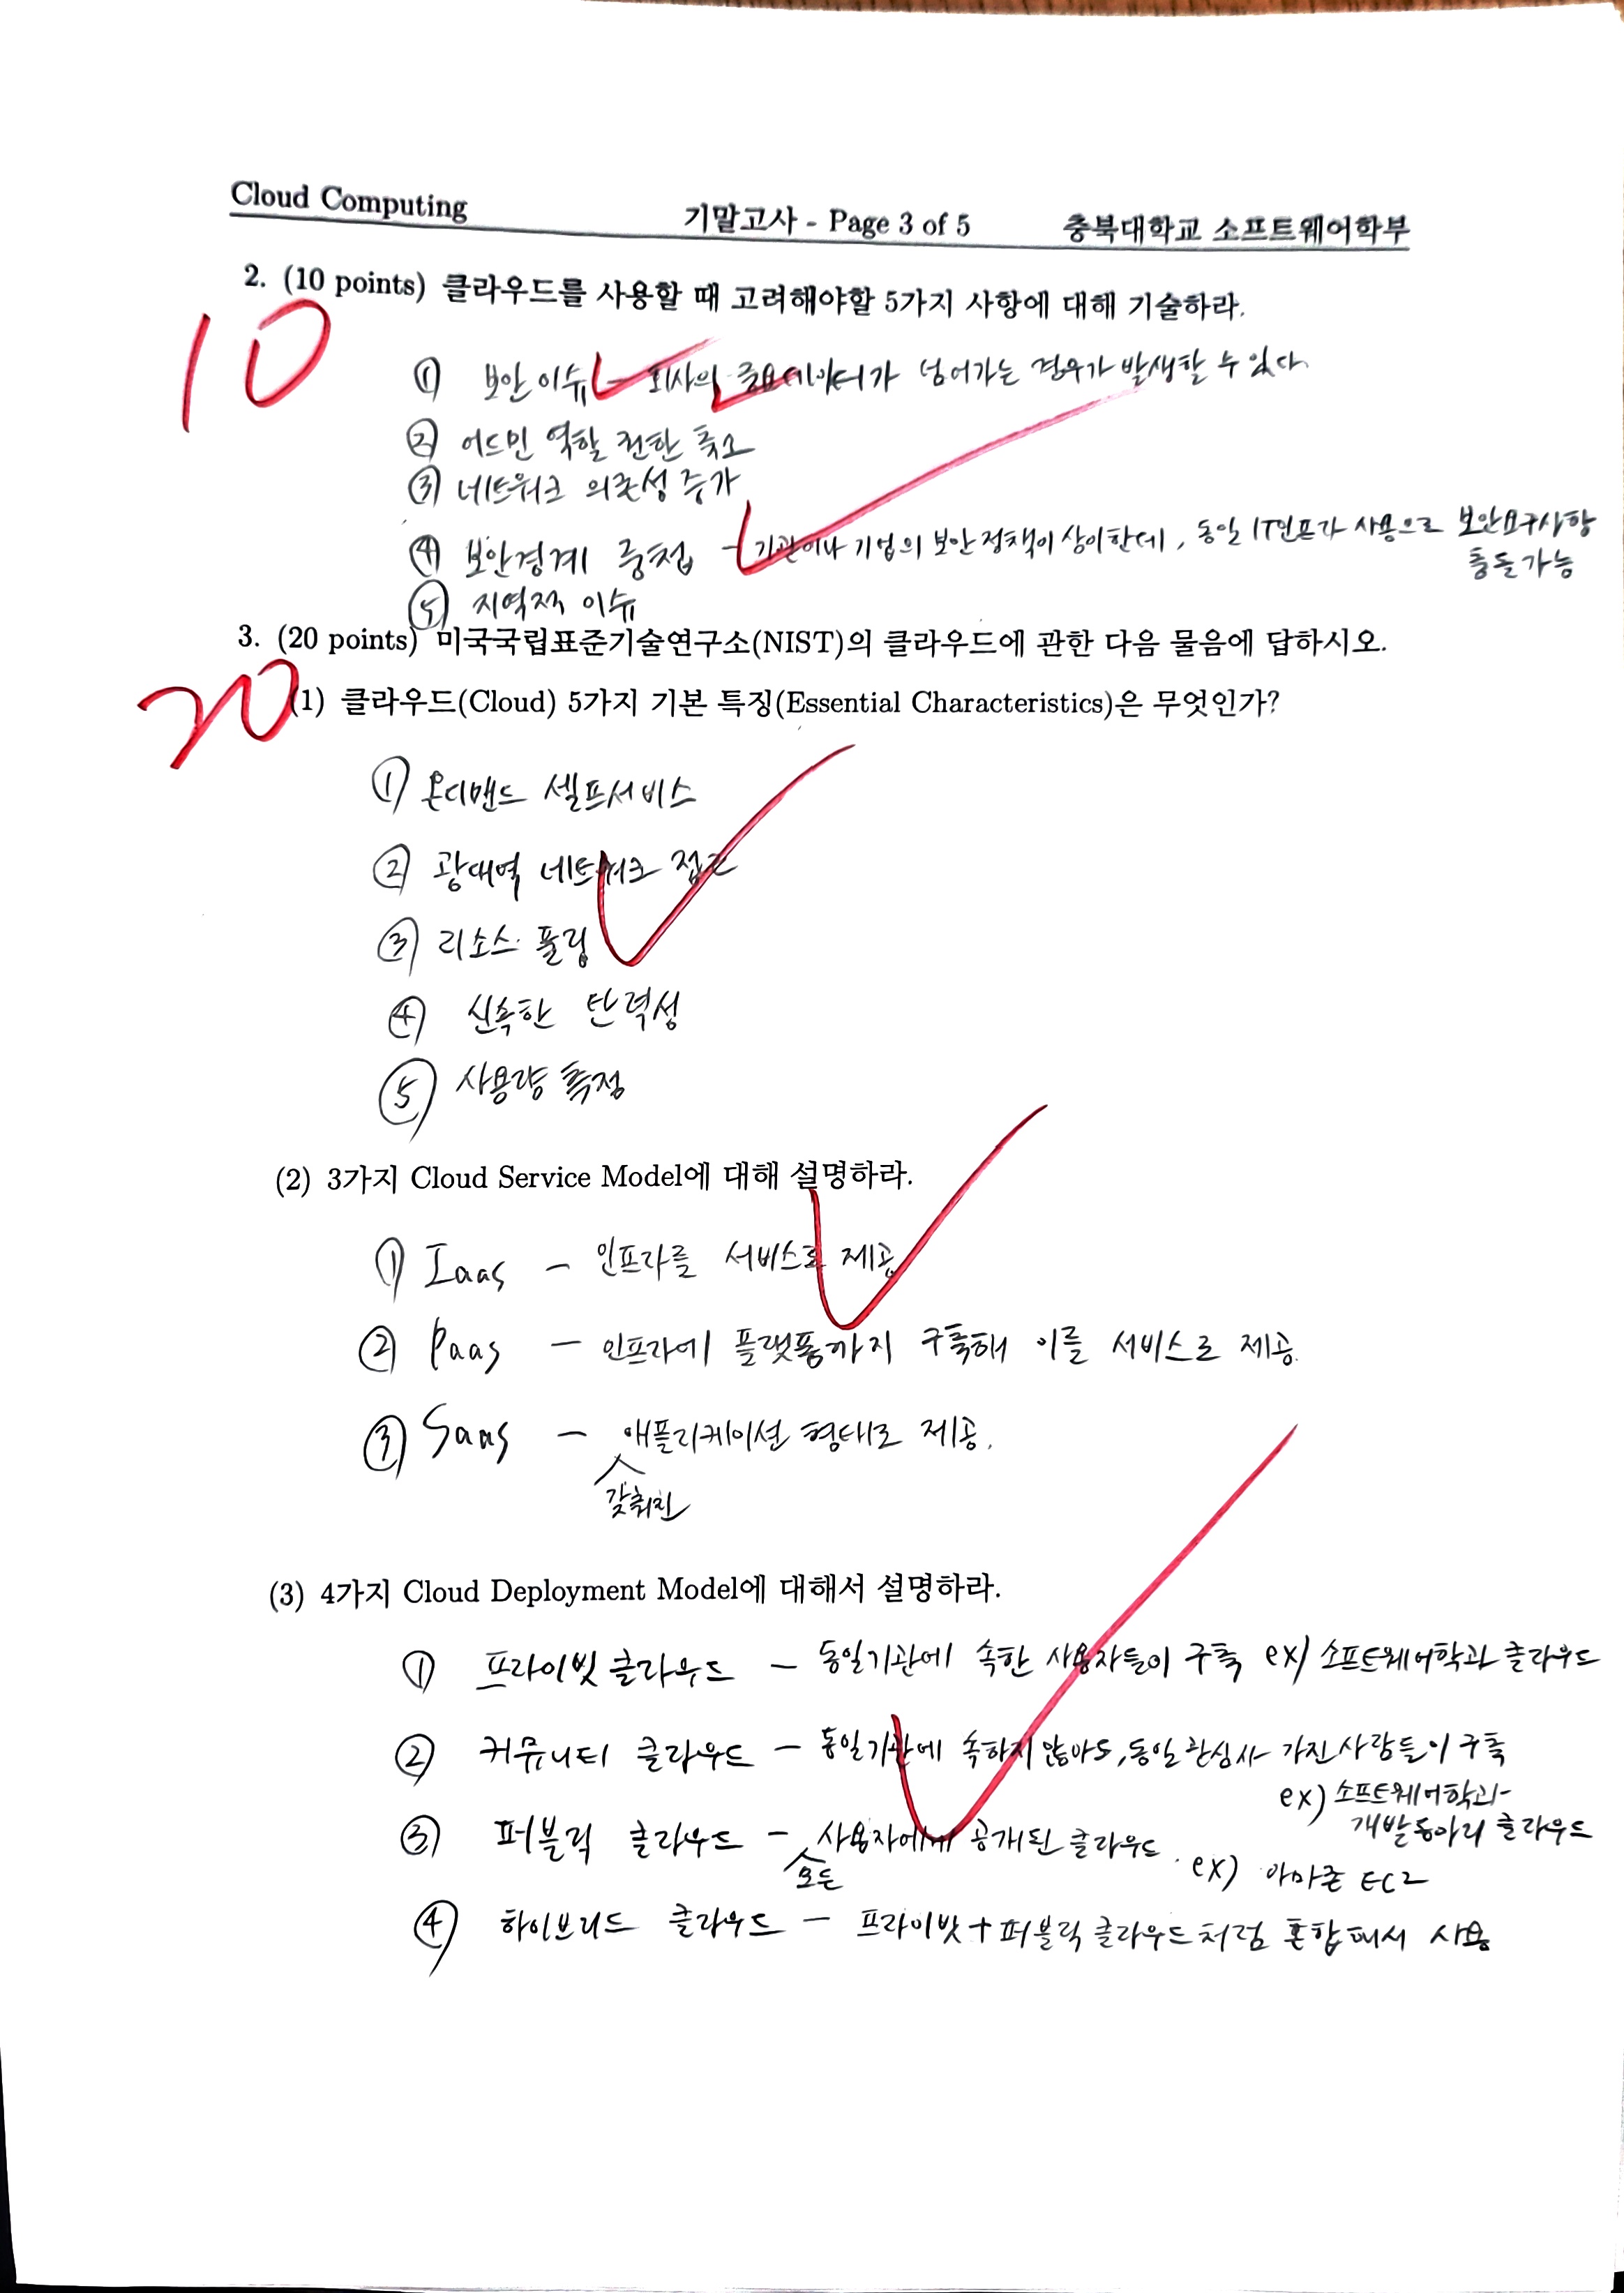 Cloud Computing 기말고사 - Page 3 of 5 충북대학교 소프트웨어학부
2. (10 points) 클라우드를 사용할 때 고려해야할 5가지 사항에 대해 기술하라.
10
① 보안 이슈 - 회사의 중요데이터가 넘어가는 경우가 발생할 수 있다.
② 어드민 역할 권한 축소
③ 네트워크 의존성 증가
④ 보안경계 중첩 - 기관이나 기업의 보안 정책이 상이한데, 동일 IT인프라 사용으로 보안요구사항
충돌가능
⑤ 지역적 이슈
3. (20 points) 미국국립표준기술연구소(NIST)의 클라우드에 관한 다음 물음에 답하시오.
20
(1) 클라우드(Cloud) 5가지 기본 특징(Essential Characteristics)은 무엇인가?
① 온디맨드 셀프서비스
② 광대역 네트워크 접근
③ 리소스 풀링
④ 신속한 탄력성
⑤ 사용량 측정
(2) 3가지 Cloud Service Model에 대해 설명하라.
① Iaas - 인프라를 서비스로 제공
② Paas - 인프라에 플랫폼까지 구축해 이를 서비스로 제공.
③ Saas - 애플리케이션 형태로 제공.
갖춰진
(3) 4가지 Cloud Deployment Model에 대해서 설명하라.
① 프라이빗 클라우드 - 동일기관에 속한 사용자들이 구축 ex) 소프트웨어학과 클라우드
② 커뮤니티 클라우드 - 동일기관에 속하지 않아도, 동일 관심사 가진 사람들이 구축
ex) 소프트웨어학과
개발동아리 클라우드
③ 퍼블릭 클라우드 - 사용자에게 공개된 클라우드. ex) 아마존 EC2
모든
④ 하이브리드 클라우드 - 프라이빗 + 퍼블릭 클라우드처럼 혼합해서 사용